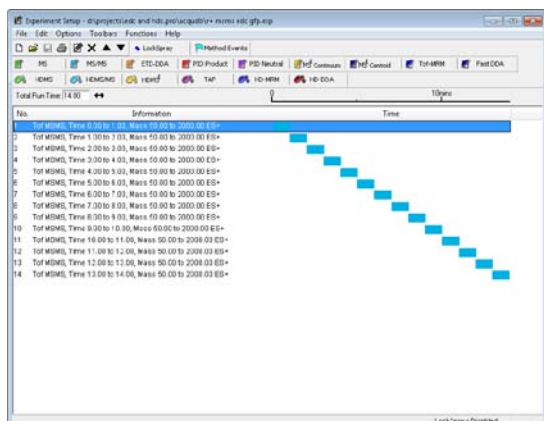 Experiment Setup - d:\projects\edc and hdc.pro\acqudb\r+ msms edc gfp.exp
File Edit Options Toolbars Functions Help
LockSpray Method Events
MS MS/MS ETD-DDA PID Product PID Neutral Continuum Centroid Tof-MRM Fast DDA
HDMS HDMS/MS TAP HD-MRM HD-DDA
Total Run Time: 14.00 0 10mins
No. Information Time
1 Tof MSMS, Time 0.00 to 1.00, Mass 50.00 to 2000.00 ES+
2 Tof MSMS, Time 1.00 to 2.00, Mass 50.00 to 2000.00 ES+
3 Tof MSMS, Time 2.00 to 3.00, Mass 50.00 to 2000.00 ES+
4 Tof MSMS, Time 3.00 to 4.00, Mass 50.00 to 2000.00 ES+
5 Tof MSMS, Time 4.00 to 5.00, Mass 50.00 to 2000.00 ES+
6 Tof MSMS, Time 5.00 to 6.00, Mass 50.00 to 2000.00 ES+
7 Tof MSMS, Time 6.00 to 7.00, Mass 50.00 to 2000.00 ES+
8 Tof MSMS, Time 7.00 to 8.00, Mass 50.00 to 2000.00 ES+
9 Tof MSMS, Time 8.00 to 9.00, Mass 50.00 to 2000.00 ES+
10 Tof MSMS, Time 9.00 to 10.00, Mass 50.00 to 2000.00 ES+
11 Tof MSMS, Time 10.00 to 11.00, Mass 50.00 to 2000.00 ES+
12 Tof MSMS, Time 11.00 to 12.00, Mass 50.00 to 2000.00 ES+
13 Tof MSMS, Time 12.00 to 13.00, Mass 50.00 to 2000.00 ES+
14 Tof MSMS, Time 13.00 to 14.00, Mass 50.00 to 2000.00 ES+